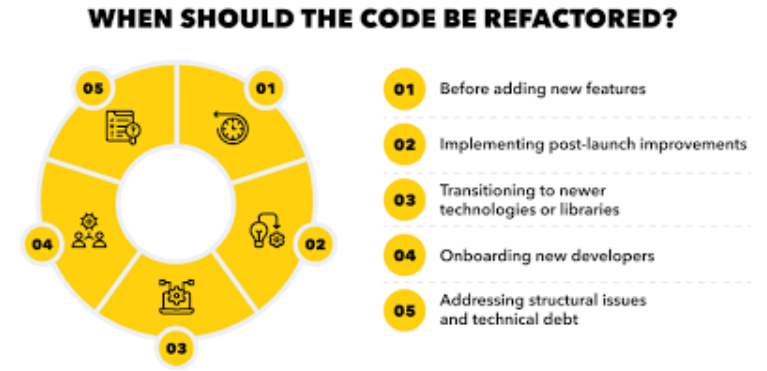 WHEN SHOULD THE CODE BE REFACTORED?
05
01
04
02
03
01
Before adding new features
02
Implementing post-launch improvements
03
Transitioning to newer
technologies or libraries
04
Onboarding new developers
05
Addressing structural issues
and technical debt